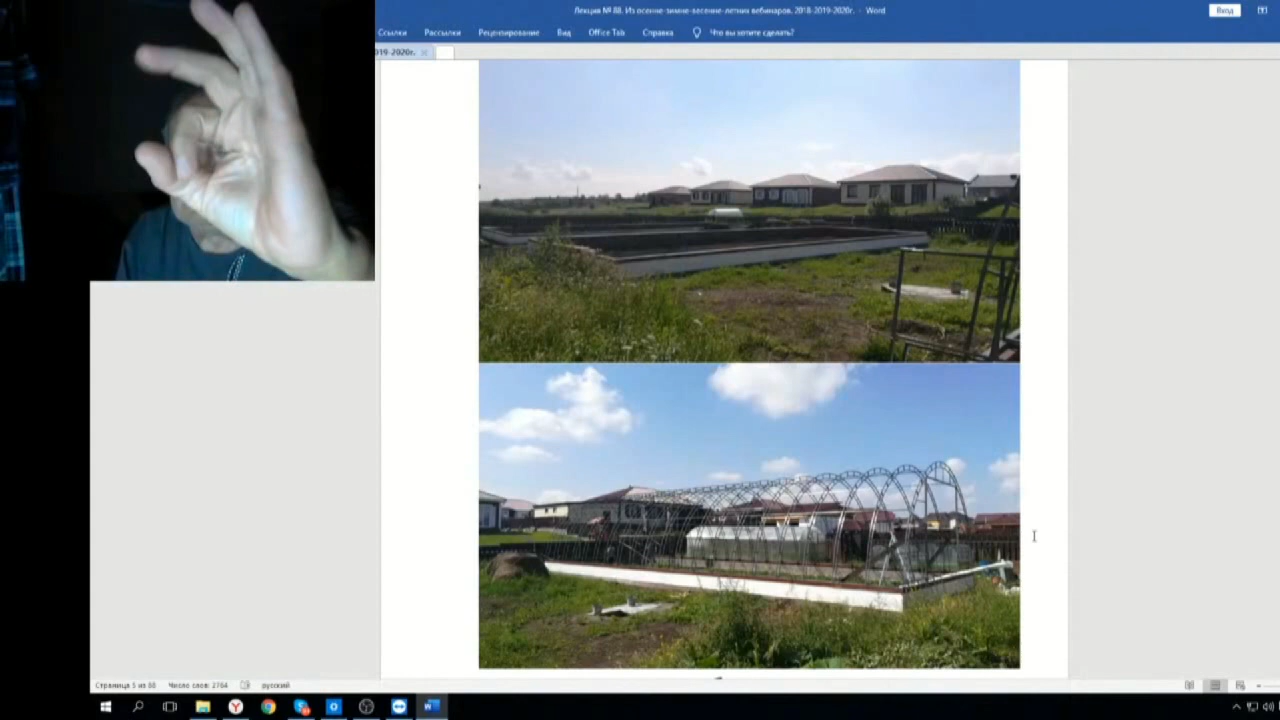 Лекция № 88. Из осенне-зимне-весенне-летних вебинаров. 2018-2019-2020г. - Word
Вход
Ссылки Рассылки Рецензирование Вид Office Tab Справка Что вы хотите сделать?
019-2020г.
Страница 5 из 68 Число слов: 2764 русский